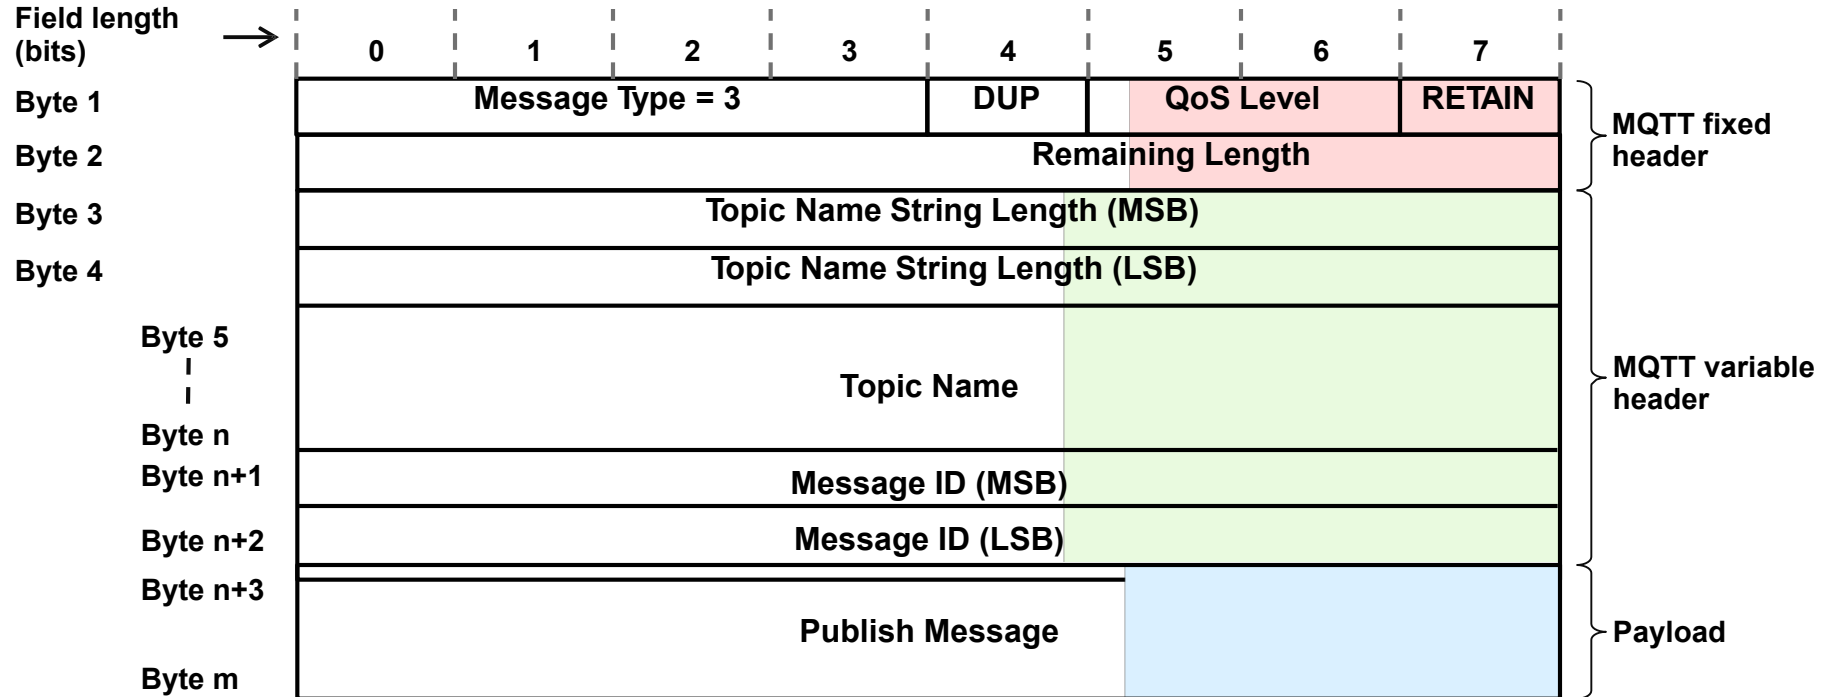 Field length
(bits)
0 1 2 3 4 5 6 7
Byte 1
Message Type = 3
DUP
QoS Level
RETAIN
MQTT fixed
header
Byte 2
Remaining Length
Byte 3
Topic Name String Length (MSB)
Byte 4
Topic Name String Length (LSB)
Byte 5
Topic Name
MQTT variable
header
Byte n
Byte n+1
Message ID (MSB)
Byte n+2
Message ID (LSB)
Byte n+3
Publish Message
Payload
Byte m